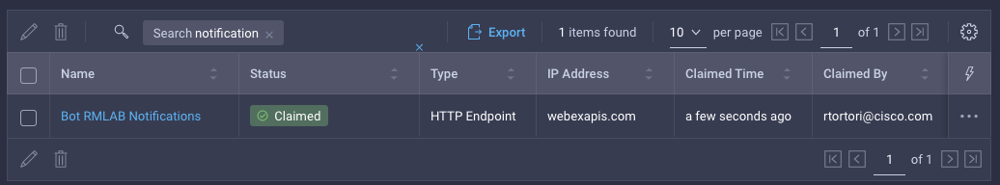 Search notification × Export 1 items found 10 per page 1 of 1
×
Name Status Type IP Address Claimed Time Claimed By
Bot RMLAB Notifications Claimed HTTP Endpoint webexapis.com a few seconds ago rtortori@cisco.com ...
1 of 1